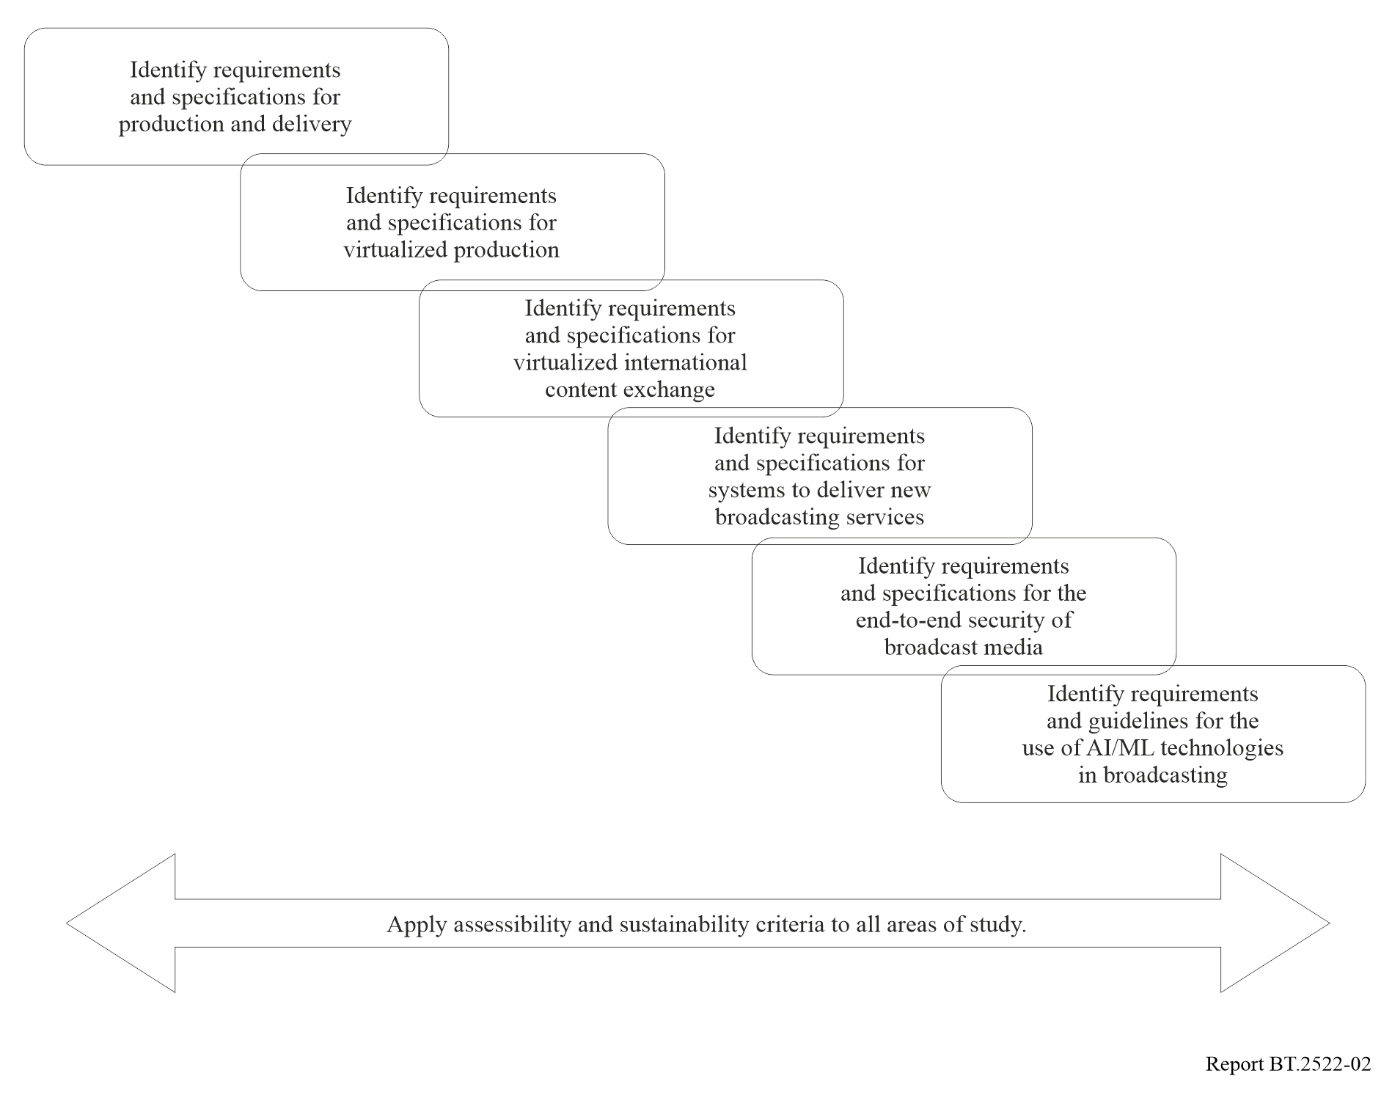 Identify requirements
and specifications for
production and delivery
Identify requirements
and specifications for
virtualized production
Identify requirements
and specifications for
virtualized international
content exchange
Identify requirements
and specifications for
systems to deliver new
broadcasting services
Identify requirements
and specifications for the
end-to-end security of
broadcast media
Identify requirements
and guidelines for the
use of AI/ML technologies
in broadcasting
Apply assessibility and sustainability criteria to all areas of study.
Report BT.2522-02